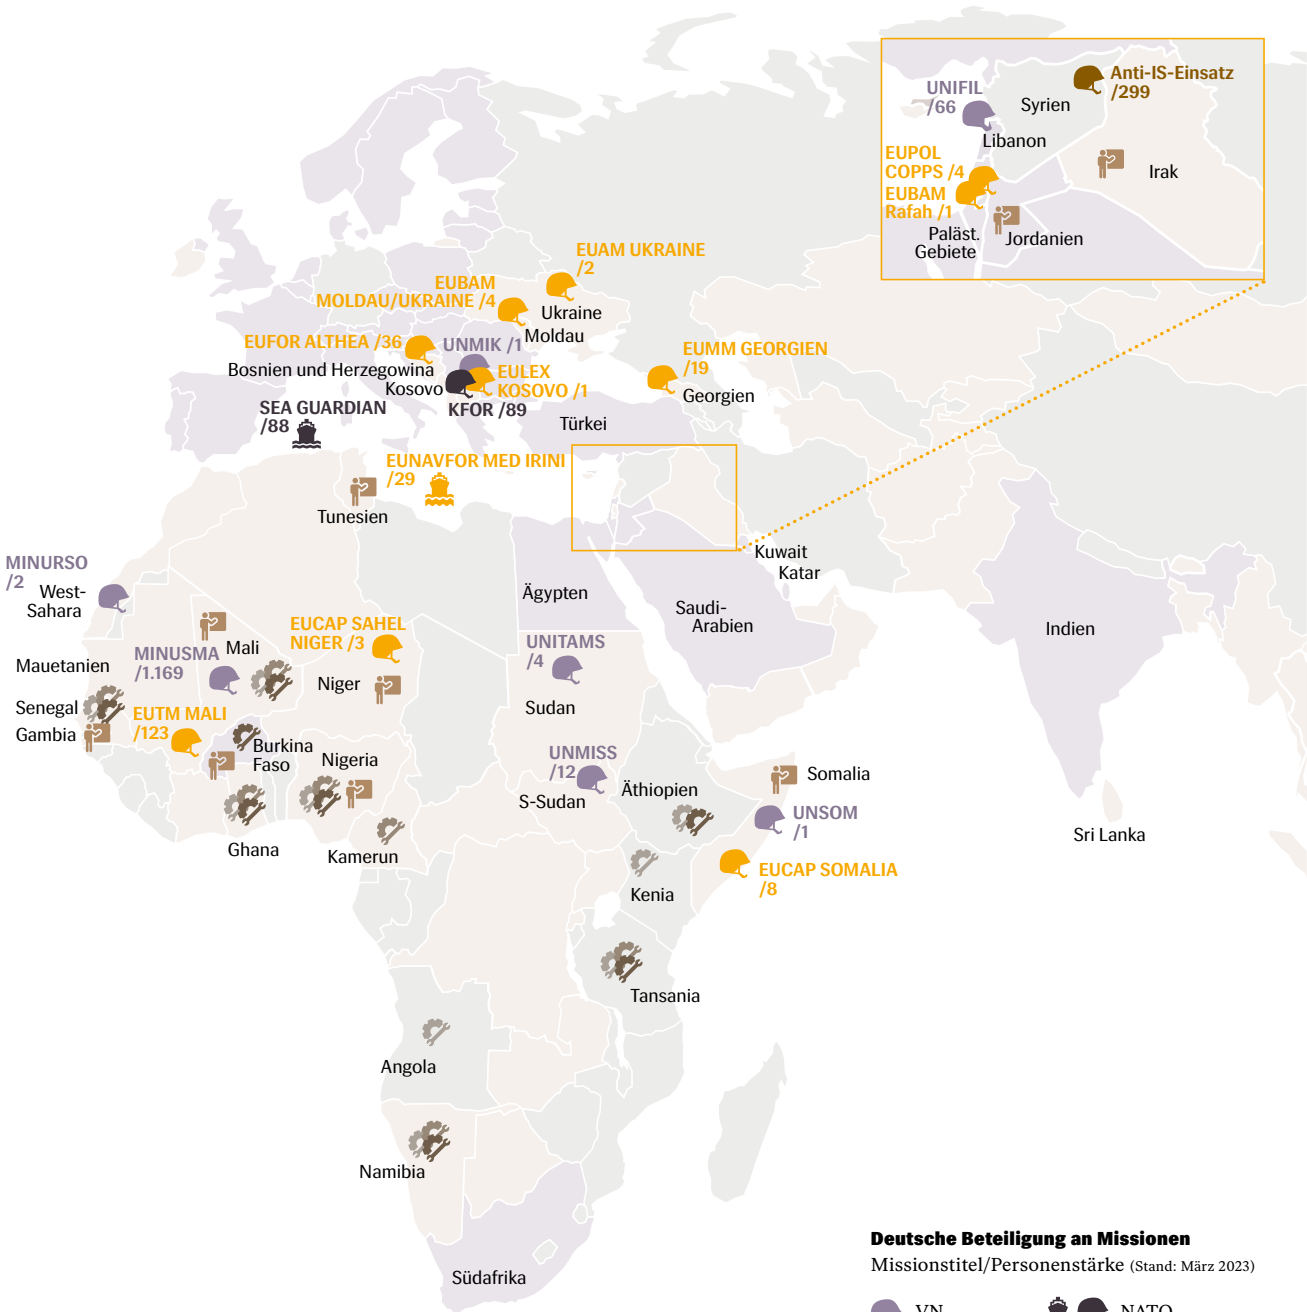 UNIFIL
/66
Syrien
Anti-IS-Einsatz
/299
Libanon
EUPOL
COPPS /4
EUBAM
Rafah /1
Irak
Paläst.
Gebiete
Jordanien
EUAM UKRAINE
/2
EUBAM
MOLDAU/UKRAINE /4
Ukraine
Moldau
EUFOR ALTHEA /36
UNMIK /1
Bosnien und Herzegowina
Kosovo
EULEX
KOSOVO /1
KFOR /89
EUMM GEORGIEN
/19
Georgien
SEA GUARDIAN
/88
Türkei
EUNAVFOR MED IRINI
/29
Tunesien
Kuwait
Katar
MINURSO
/2
West-
Sahara
Ägypten
Saudi-
Arabien
Indien
EUCAP SAHEL
NIGER /3
Mali
MINUSMA
/1.169
UNITAMS
/4
Mauetanien
Niger
Senegal
Gambia
EUTM MALI
/123
Sudan
Burkina
Faso
Nigeria
UNMISS
/12
S-Sudan
Äthiopien
Somalia
UNSOM
/1
Sri Lanka
Ghana
Kamerun
EUCAP SOMALIA
/8
Kenia
Tansania
Angola
Namibia
Südafrika
Deutsche Beteiligung an Missionen
Missionstitel/Personenstärke (Stand: März 2023)
VN
NATO